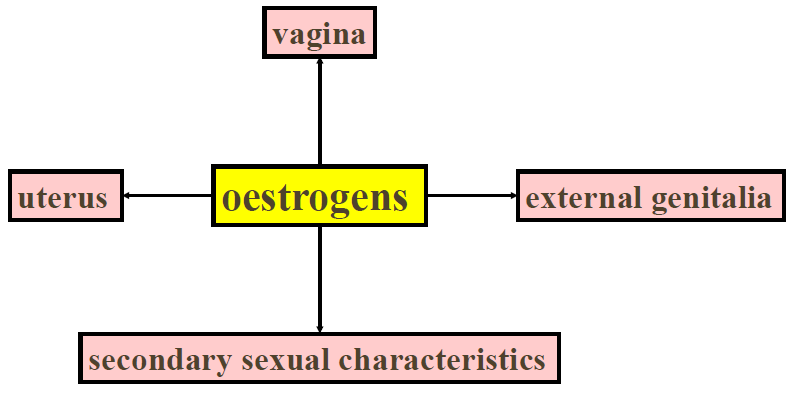 vagina
uterus
oestrogens
external genitalia
secondary sexual characteristics